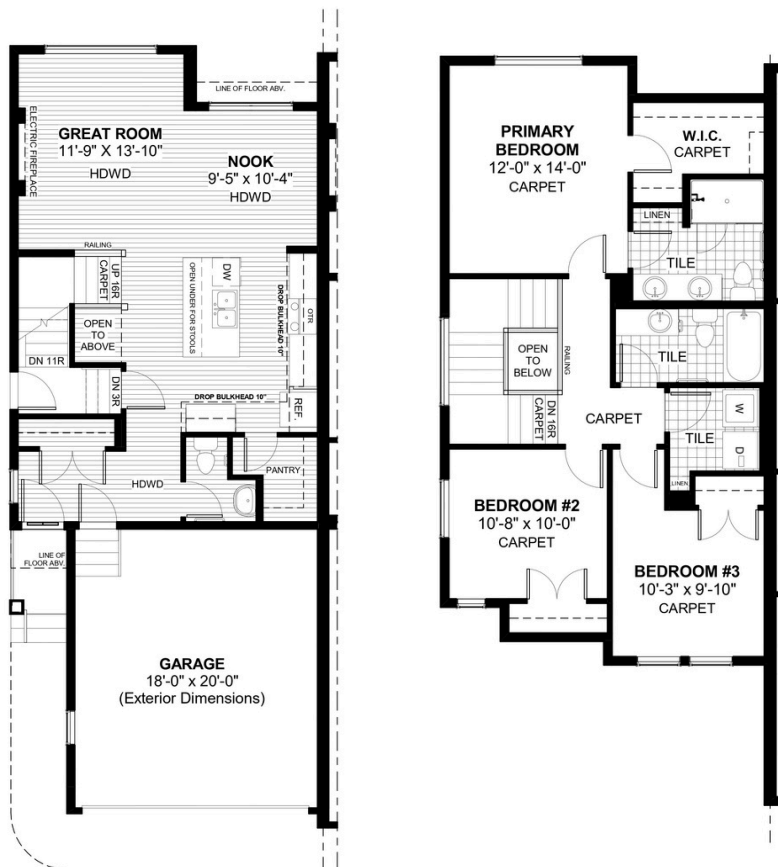 LINE OF FLOOR ABV.
ELECTRIC FIREPLACE
GREAT ROOM
11'-9" X 13'-10"
HDWD
NOOK
9'-5" x 10'-4"
HDWD
RAILING
UP 16R
CARPET
OPEN
TO
ABOVE
DN 11R
DN 3R
DW
OPEN UNDER FOR STOOLS
DROP BULKHEAD 10"
OTR
DROP BULKHEAD 10"
REF.
PANTRY
HDWD
LINE OF
FLOOR ABV.
GARAGE
18'-0" x 20'-0"
(Exterior Dimensions)
PRIMARY
BEDROOM
12'-0" x 14'-0"
CARPET
W.I.C.
CARPET
LINEN
TILE
OPEN
TO
BELOW
RAILING
DN 16R
CARPET
TILE
CARPET
W
D
TILE
LINEN
BEDROOM #2
10'-8" x 10'-0"
CARPET
BEDROOM #3
10'-3" x 9'-10"
CARPET